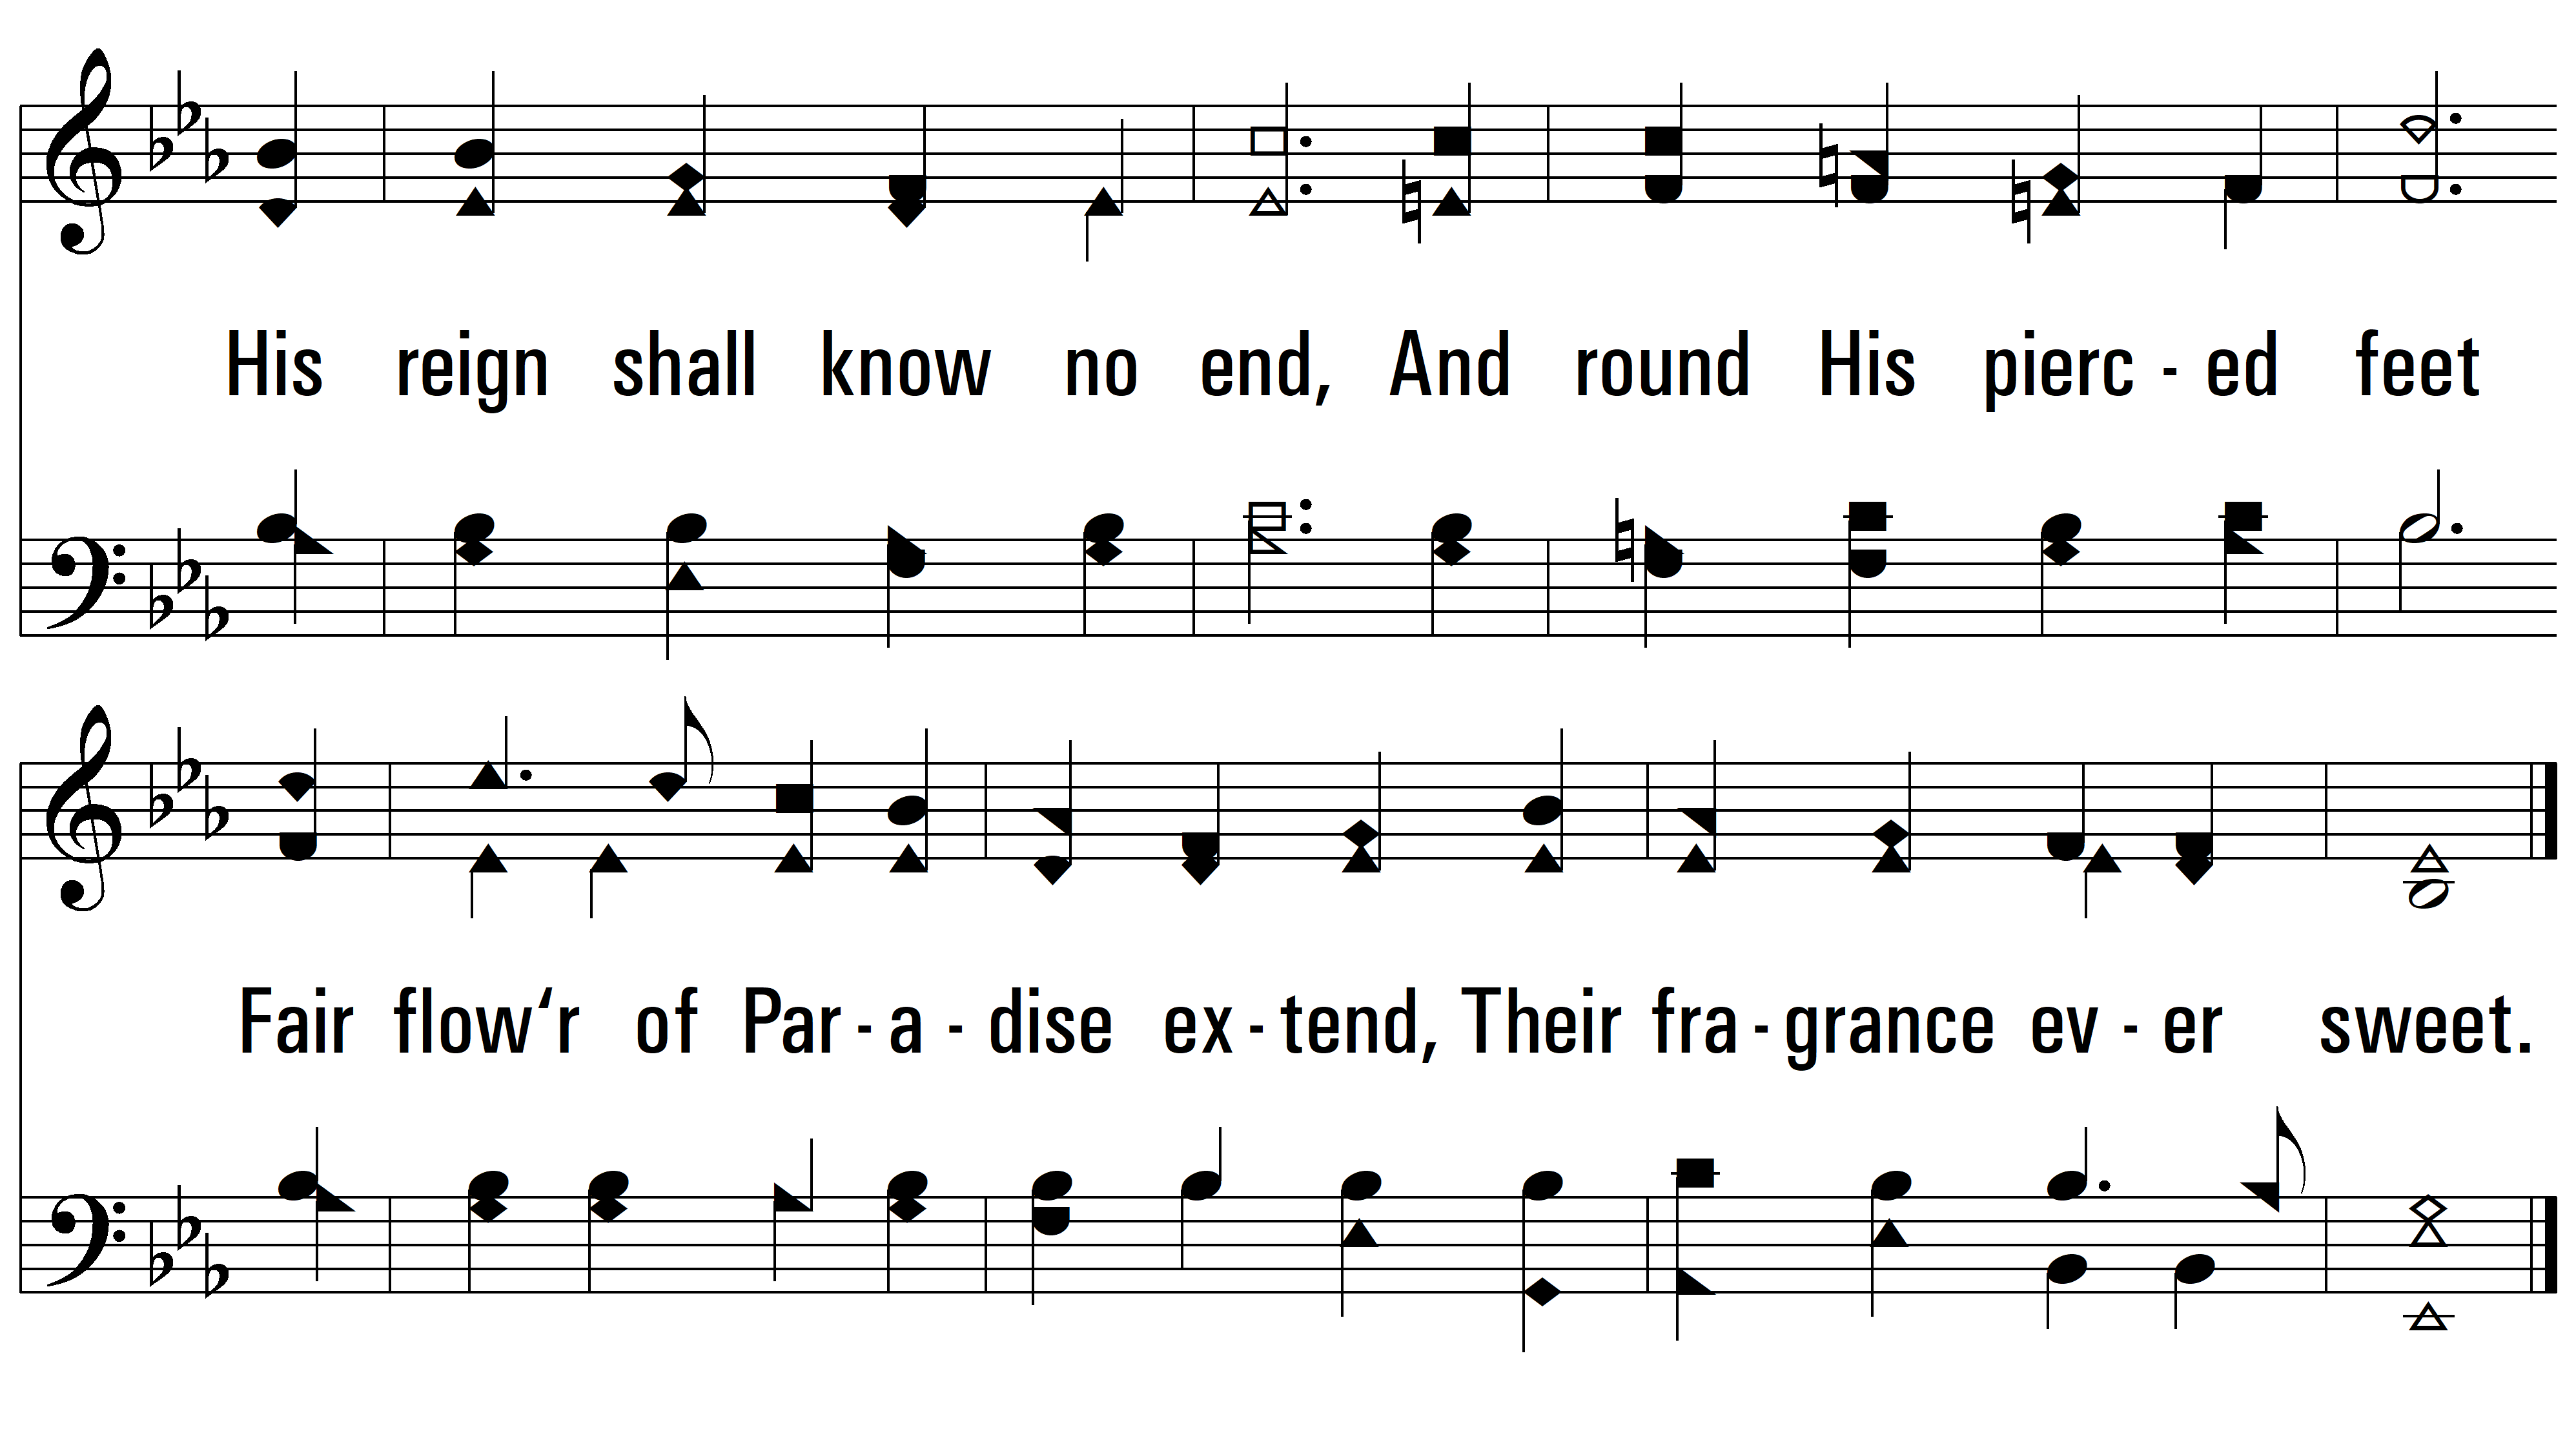 His reign shall know no end, And round His pierc - ed feet
Fair flow‘r of Par - a - dise ex - tend, Their fra - grance ev - er sweet.